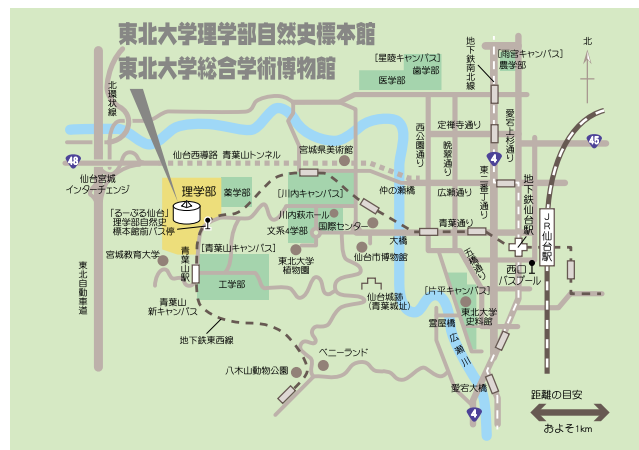 東北大学理学部自然史標本館
東北大学総合学術博物館
北環状線
[星陵キャンパス]
歯学部
医学部
地下鉄南北線
[雨宮キャンパス]
農学部
北
48
仙台宮城
インターチェンジ
仙台西道路 青葉山トンネル
宮城県美術館
西公園通り
定禅寺通り
晩翠通り
愛宕上杉通り
4
45
東二番丁通り
広瀬通り
仲の瀬橋
青葉通り
地下鉄仙台駅
JR仙台駅
理学部
薬学部
[川内キャンパス]
川内萩ホール
国際センター
文系4学部
大橋
「るーぷる仙台」
理学部自然史
標本館前バス停
宮城教育大学
[青葉山キャンパス]
青葉山駅
工学部
東北大学
植物園
仙台市博物館
五橋通り
西口
バスプール
東北自動車道
青葉山
新キャンパス
仙台城跡
(青葉城址)
[片平キャンパス]
東北大学
史料館
霊屋橋
広瀬川
地下鉄東西線
八木山動物公園
ベニーランド
愛宕大橋
4
距離の目安
およそ1km